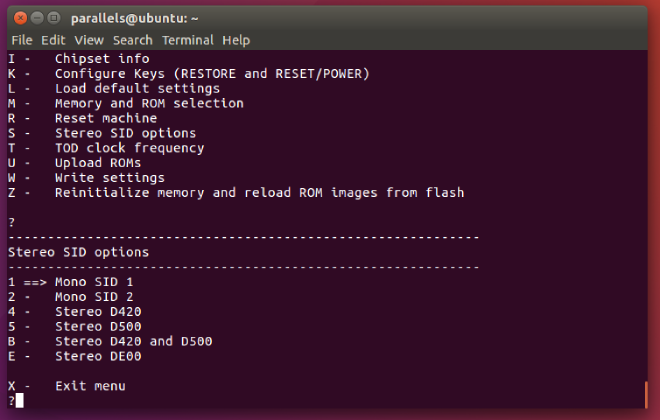 parallels@ubuntu: ~
File Edit View Search Terminal Help
I -   Chipset info
K -   Configure Keys (RESTORE and RESET/POWER)
L -   Load default settings
M -   Memory and ROM selection
R -   Reset machine
S -   Stereo SID options
T -   TOD clock frequency
U -   Upload ROMs
W -   Write settings
Z -   Reinitialize memory and reload ROM images from flash
?
------------------------------------------------------------
Stereo SID options
------------------------------------------------------------
1 ==> Mono SID 1
2 -   Mono SID 2
4 -   Stereo D420
5 -   Stereo D500
B -   Stereo D420 and D500
E -   Stereo DE00
X -   Exit menu
?